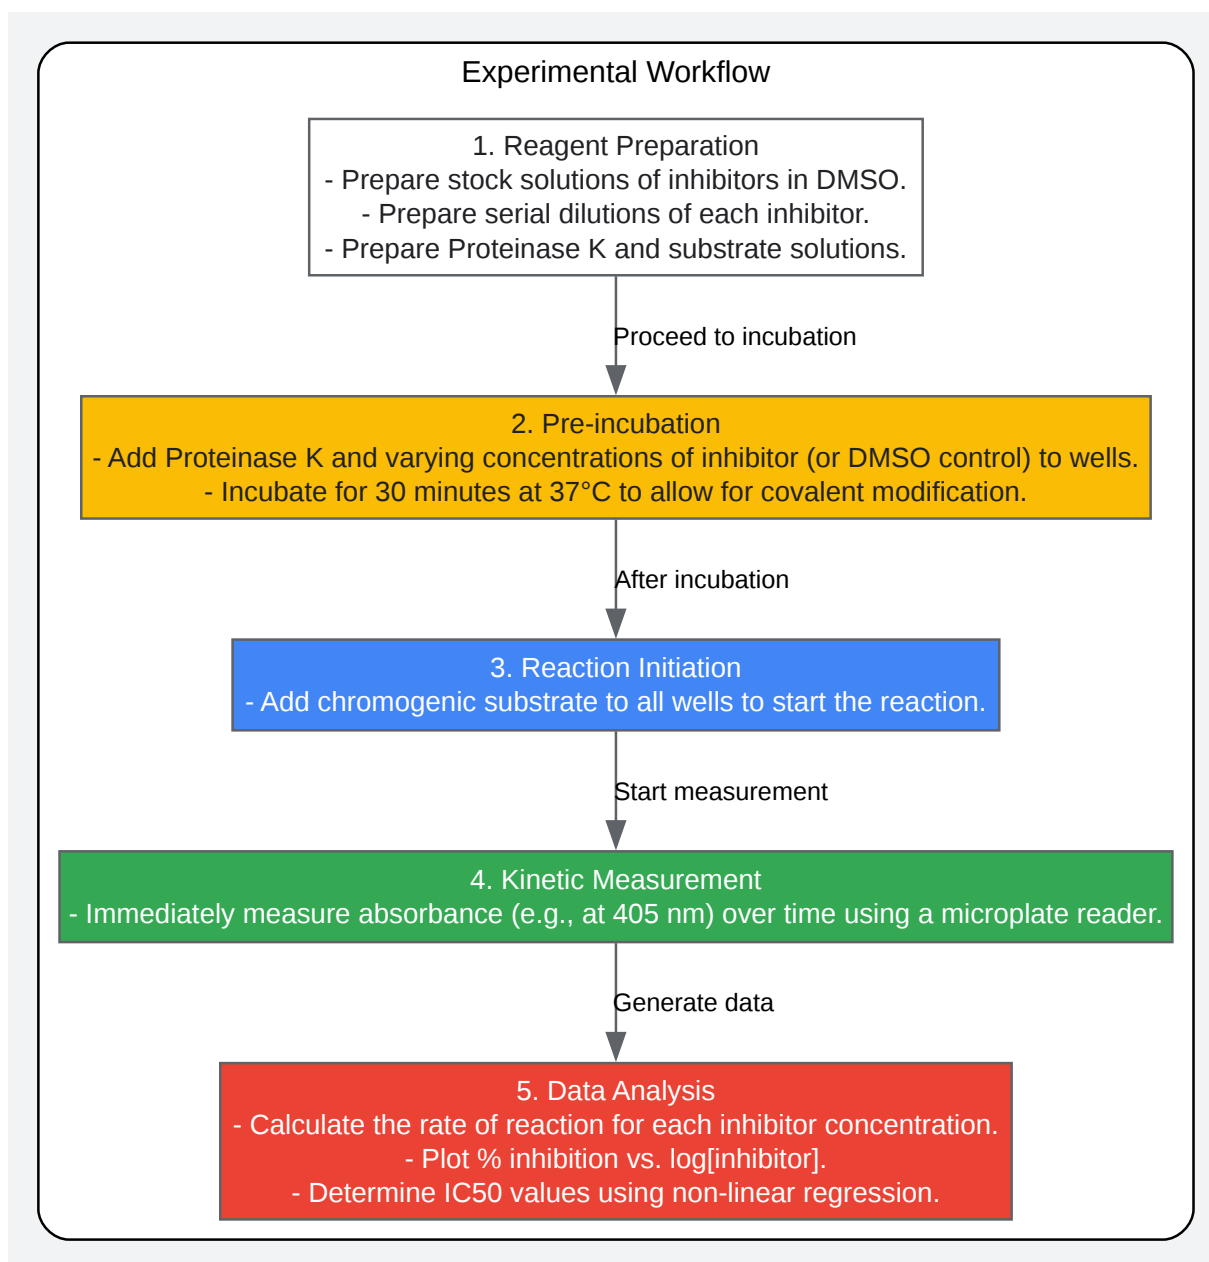 Experimental Workflow
1. Reagent Preparation
- Prepare stock solutions of inhibitors in DMSO.
- Prepare serial dilutions of each inhibitor.
- Prepare Proteinase K and substrate solutions.
Proceed to incubation
2. Pre-incubation
- Add Proteinase K and varying concentrations of inhibitor (or DMSO control) to wells.
- Incubate for 30 minutes at 37°C to allow for covalent modification.
After incubation
3. Reaction Initiation
- Add chromogenic substrate to all wells to start the reaction.
Start measurement
4. Kinetic Measurement
- Immediately measure absorbance (e.g., at 405 nm) over time using a microplate reader.
Generate data
5. Data Analysis
- Calculate the rate of reaction for each inhibitor concentration.
- Plot % inhibition vs. log[inhibitor].
- Determine IC50 values using non-linear regression.